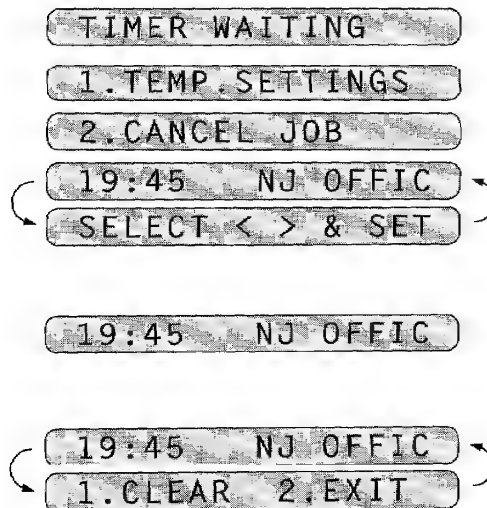 TIMER WAITING
1.TEMP.SETTINGS
2.CANCEL JOB
19:45 NJ OFFIC
SELECT < > & SET
19:45 NJ OFFIC
19:45 NJ OFFIC
1.CLEAR 2.EXIT